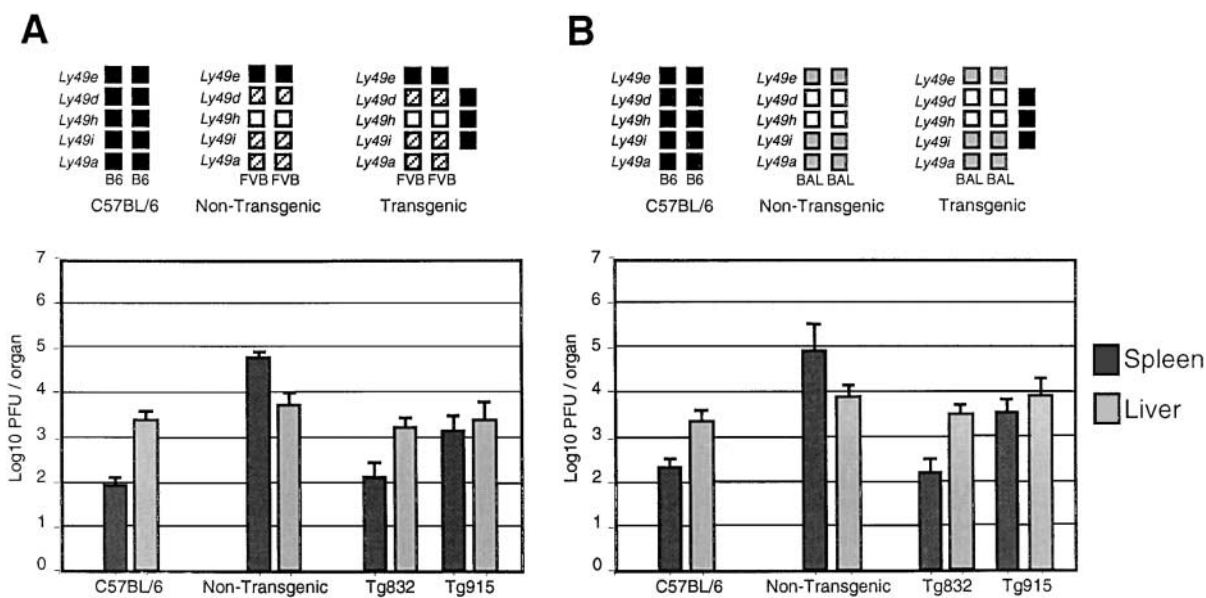 A
Ly49e
Ly49d
Ly49h
Ly49i
Ly49a
B6 B6
C57BL/6
Ly49e
Ly49d
Ly49h
Ly49i
Ly49a
FVB FVB
Non-Transgenic
Ly49e
Ly49d
Ly49h
Ly49i
Ly49a
FVB FVB
Transgenic
7
6
5
4
3
2
1
0
Log10 PFU / organ
C57BL/6
Non-Transgenic
Tg832
Tg915
B
Ly49e
Ly49d
Ly49h
Ly49i
Ly49a
B6 B6
C57BL/6
Ly49e
Ly49d
Ly49h
Ly49i
Ly49a
BAL BAL
Non-Transgenic
Ly49e
Ly49d
Ly49h
Ly49i
Ly49a
BAL BAL
Transgenic
7
6
5
4
3
2
1
0
Log10 PFU / organ
C57BL/6
Non-Transgenic
Tg832
Tg915
Spleen
Liver